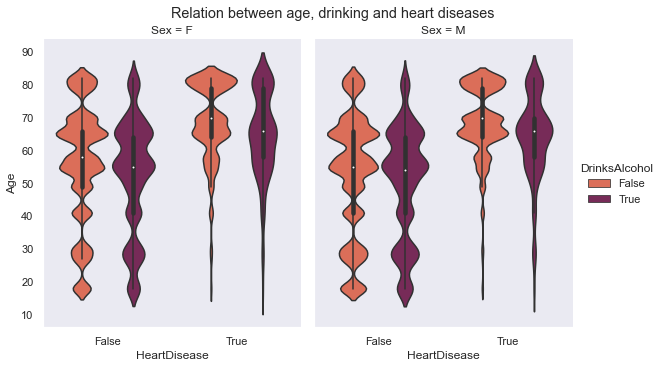 Relation between age, drinking and heart diseases
Sex = F
Sex = M
90
80
70
60
50
40
30
20
10
Age
False
True
HeartDisease
False
True
HeartDisease
DrinksAlcohol
False
True